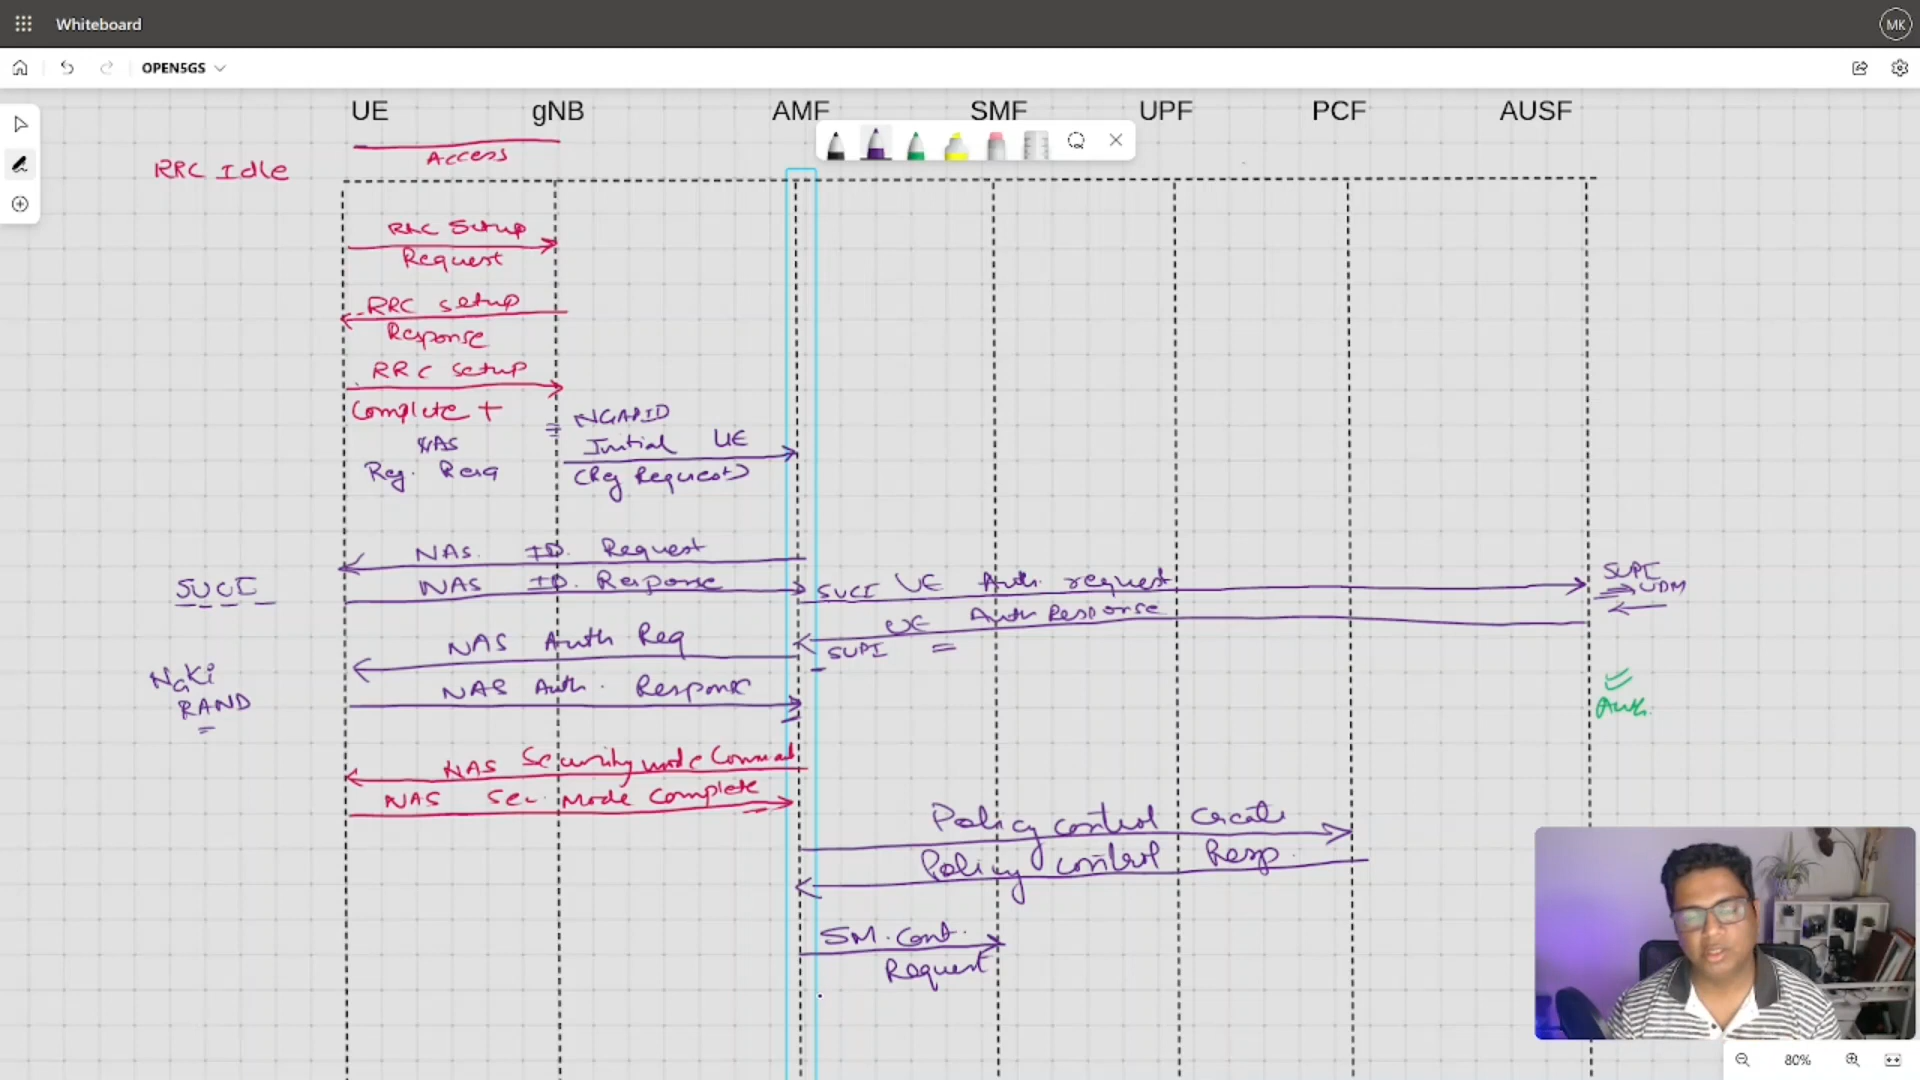 Whiteboard
MK
OPEN5GS
UE gNB AMF SMF UPF PCF AUSF
Access
RRC Idle
RRC Setup
Request
RRC setup
Response
RRC setup
Complete +
NAS
Reg. Req
Initial UE
(Reg Request)
NAS. ID. Request
SUCI
NAS ID. Response
SUCI UE Auth. request
SUPI
UDM
UE Auth Response
SUPI
NAS Auth Req
NAS Auth. Response
RAND
Auth.
NAS Security mode Command
NAS Sec. Mode Complete
Policy control Create
Policy control Resp.
SM. Cont.
Request
80%